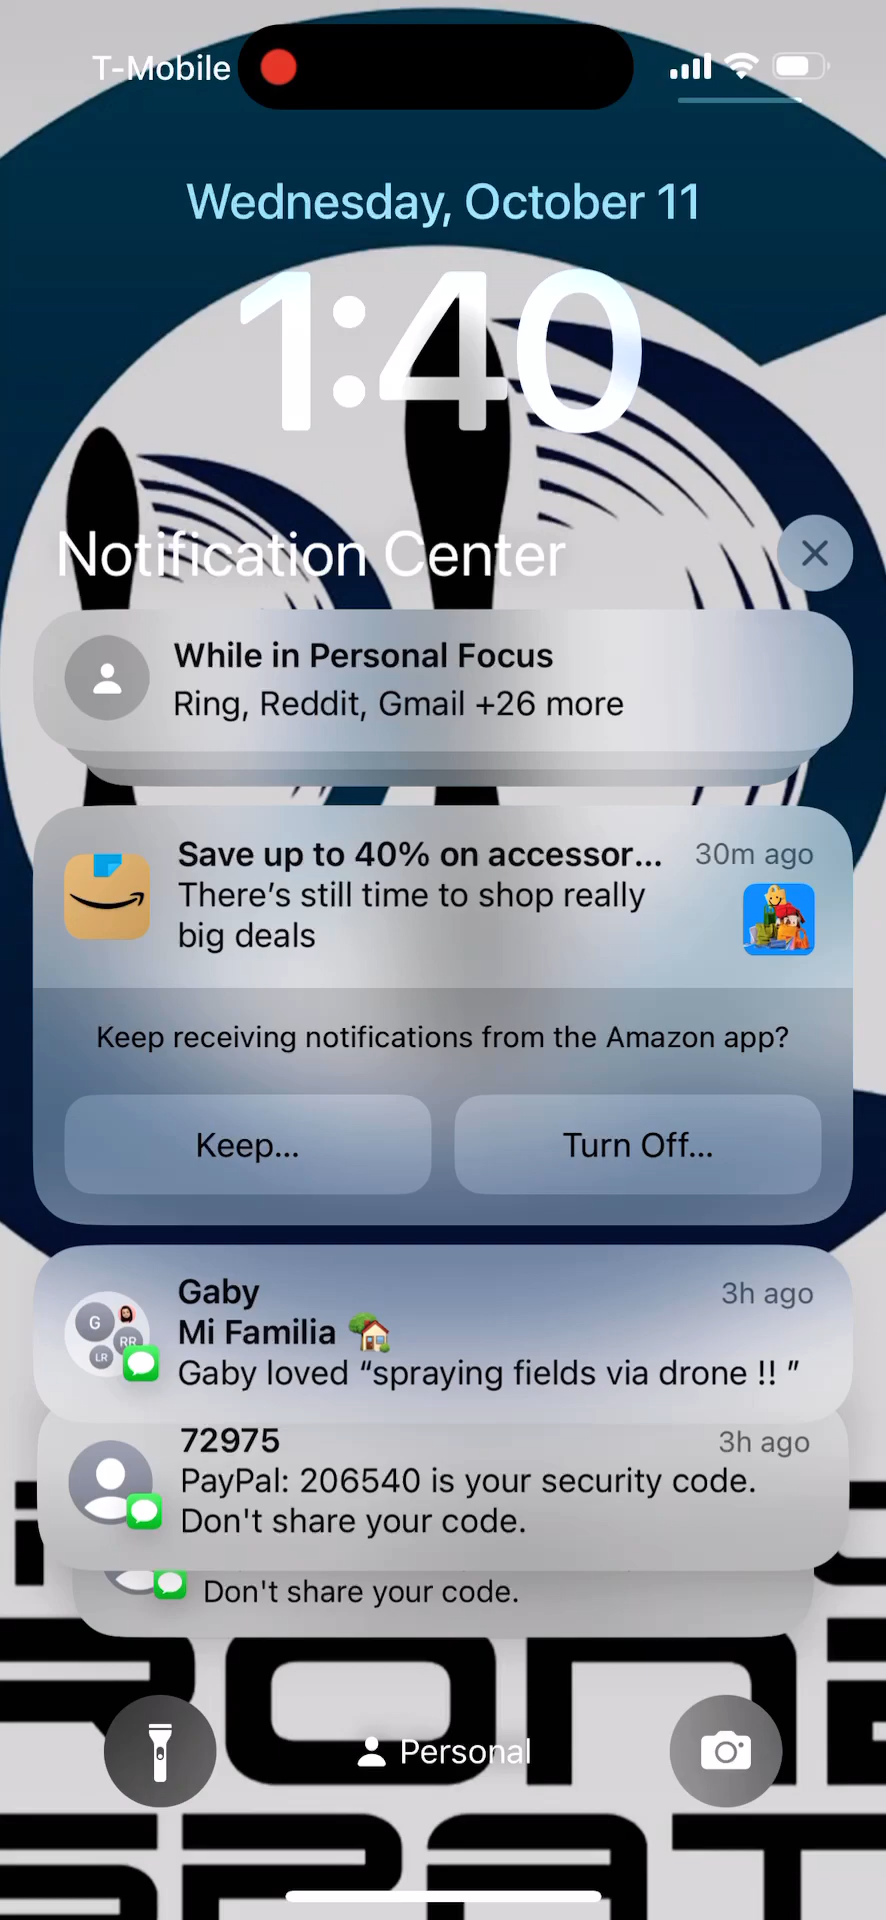 T-Mobile
Wednesday, October 11
1:40
Notification Center
While in Personal Focus
Ring, Reddit, Gmail +26 more
Save up to 40% on accessor...
30m ago
There's still time to shop really
big deals
Keep receiving notifications from the Amazon app?
Keep...
Turn Off...
Gaby
3h ago
Mi Familia
Gaby loved “spraying fields via drone !! ”
G
RR
LR
72975
3h ago
PayPal: 206540 is your security code.
Don't share your code.
Don't share your code.
Personal